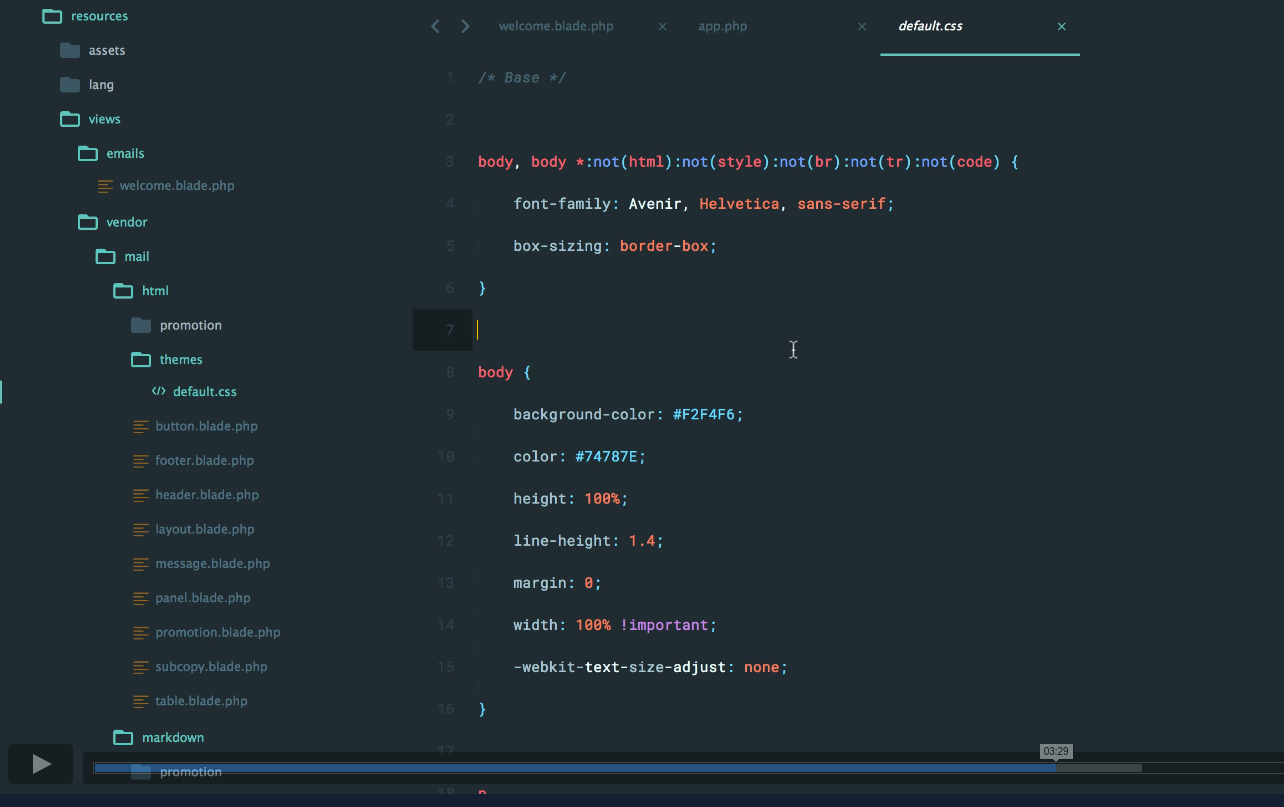 resources
assets
lang
views
emails
welcome.blade.php
vendor
mail
html
promotion
themes
</> default.css
button.blade.php
footer.blade.php
header.blade.php
layout.blade.php
message.blade.php
panel.blade.php
promotion.blade.php
subcopy.blade.php
table.blade.php
markdown
promotion
welcome.blade.php × app.php × default.css ×
1 /* Base */
2
3 body, body *:not(html):not(style):not(br):not(tr):not(code) {
4 font-family: Avenir, Helvetica, sans-serif;
5 box-sizing: border-box;
6 }
7
8 body {
9 background-color: #F2F4F6;
10 color: #74787E;
11 height: 100%;
12 line-height: 1.4;
13 margin: 0;
14 width: 100% !important;
15 -webkit-text-size-adjust: none;
16 }
17
03:29
18